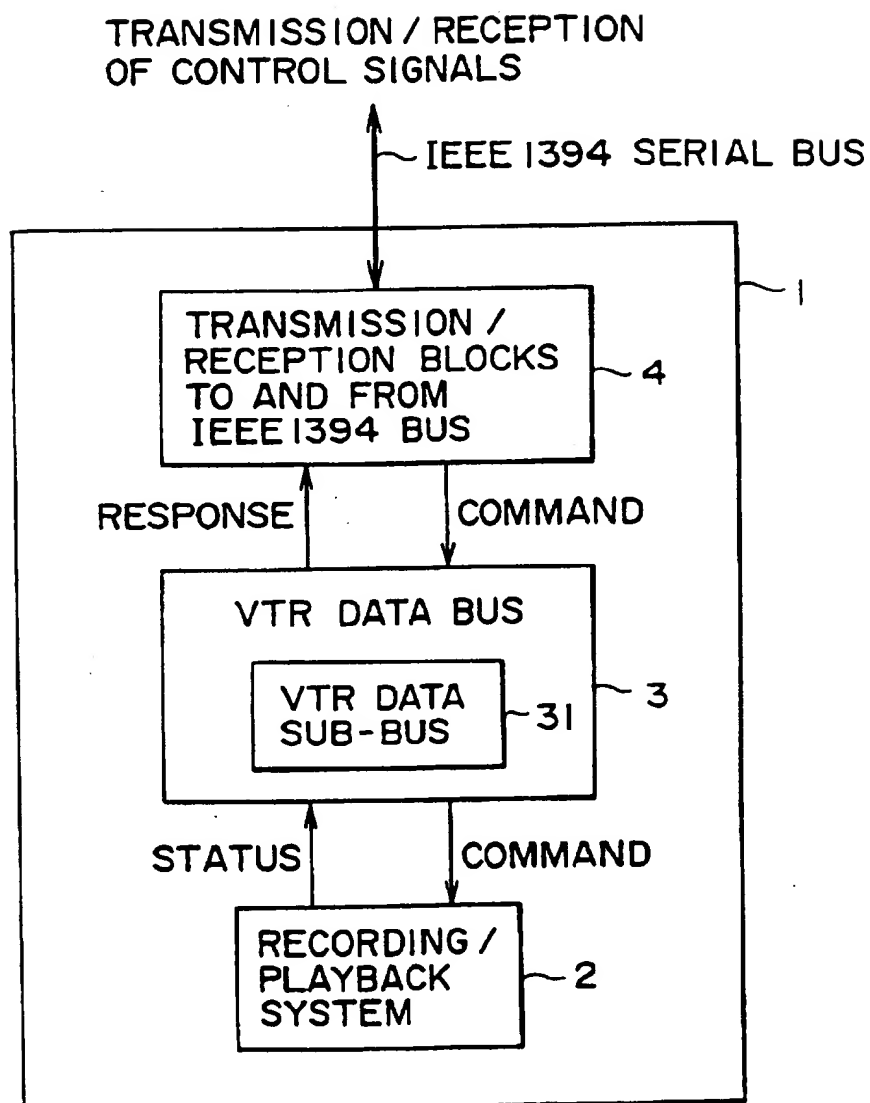 TRANSMISSION / RECEPTION
OF CONTROL SIGNALS
IEEE 1394 SERIAL BUS
1
TRANSMISSION /
RECEPTION BLOCKS
TO AND FROM
IEEE 1394 BUS
4
RESPONSE
COMMAND
VTR DATA BUS
3
VTR DATA
SUB-BUS
31
STATUS
COMMAND
RECORDING /
PLAYBACK
SYSTEM
2